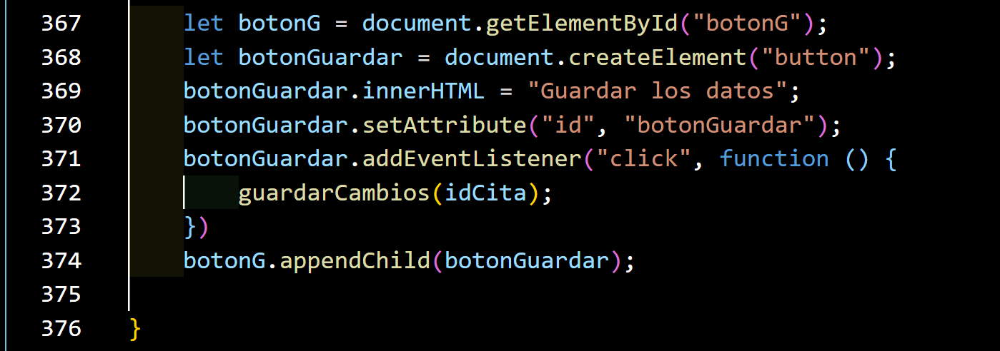 367 let botonG = document.getElementById("botonG");
368 let botonGuardar = document.createElement("button");
369 botonGuardar.innerHTML = "Guardar los datos";
370 botonGuardar.setAttribute("id", "botonGuardar");
371 botonGuardar.addEventListener("click", function () {
372 guardarCambios(idCita);
373 })
374 botonG.appendChild(botonGuardar);
375
376 }